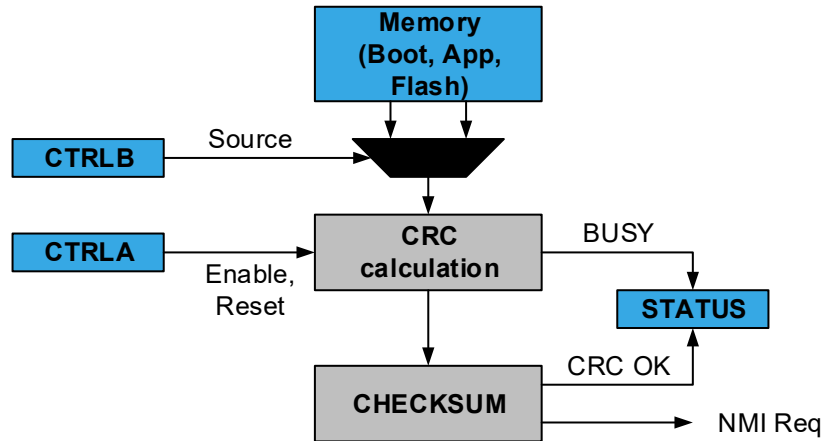 Memory
(Boot, App,
Flash)
Source
CTRLB
CTRLA
Enable,
Reset
CRC
calculation
BUSY
STATUS
CRC OK
CHECKSUM
NMI Req